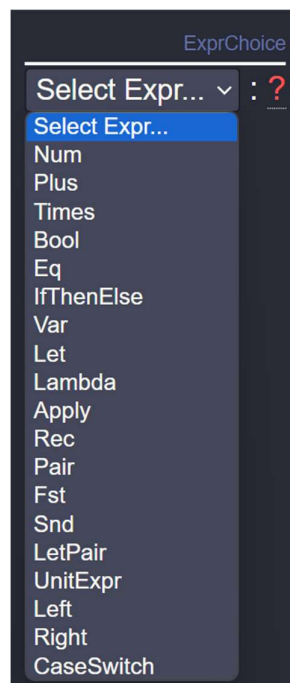 ExprChoice
Select Expr... : ?
Select Expr...
Num
Plus
Times
Bool
Eq
IfThenElse
Var
Let
Lambda
Apply
Rec
Pair
Fst
Snd
LetPair
UnitExpr
Left
Right
CaseSwitch